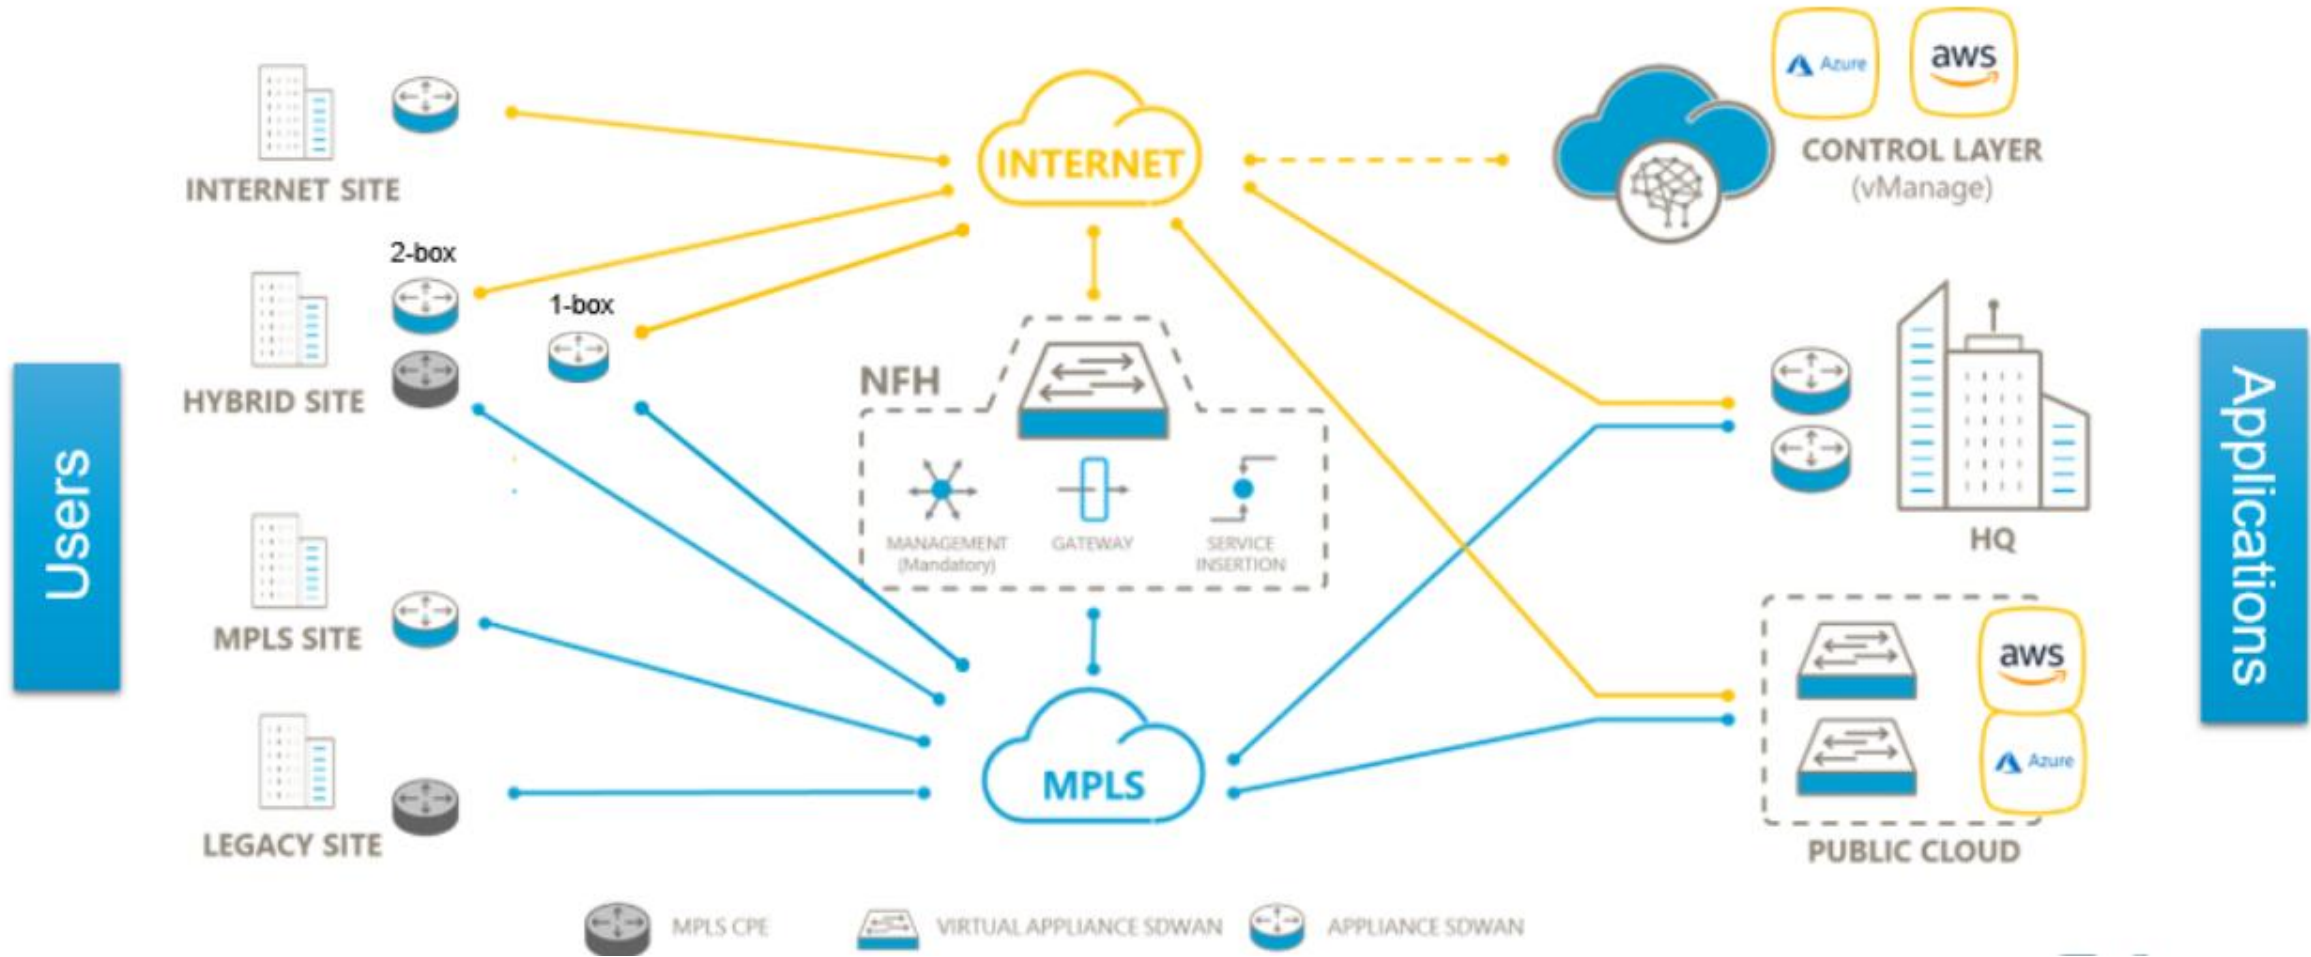 Azure
aws
INTERNET
CONTROL LAYER
(vManage)
INTERNET SITE
2-box
1-box
NFH
HYBRID SITE
Users
Applications
MANAGEMENT
(Mandatory)
GATEWAY
SERVICE
INSERTION
HQ
MPLS SITE
aws
Azure
MPLS
LEGACY SITE
PUBLIC CLOUD
MPLS CPE
VIRTUAL APPLIANCE SDWAN
APPLIANCE SDWAN